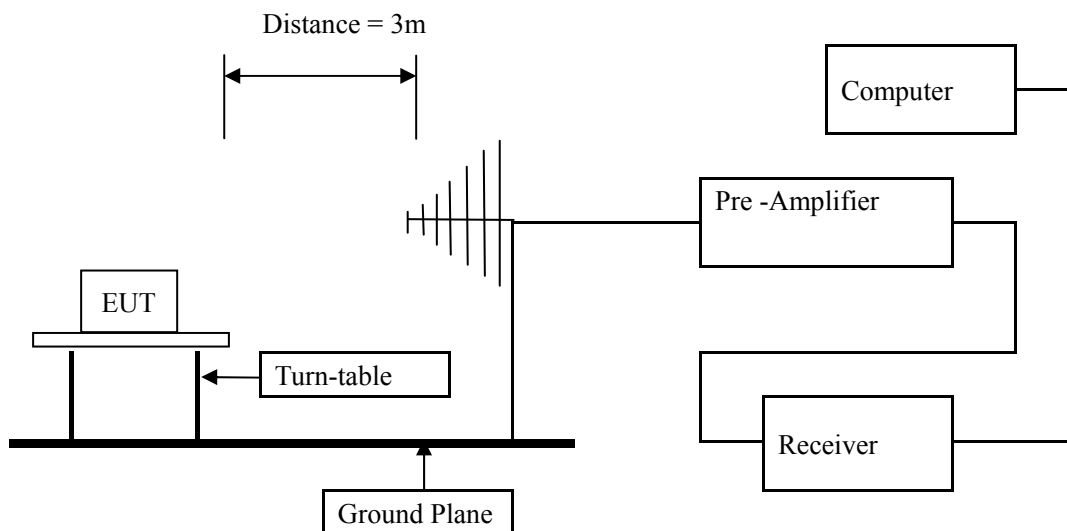 Distance = 3m
Computer
Pre -Amplifier
EUT
Turn-table
Receiver
Ground Plane